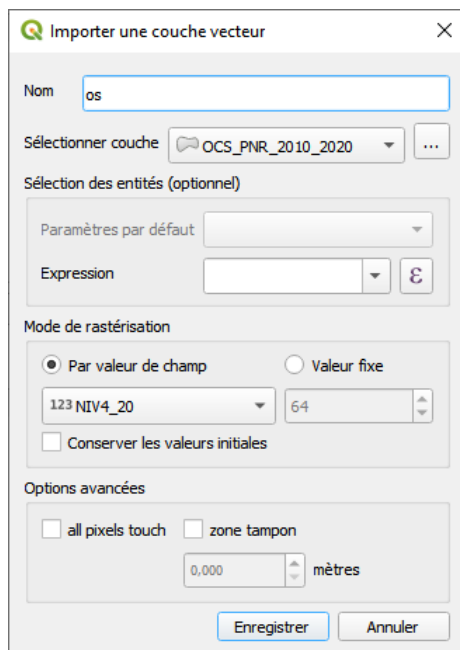 Importer une couche vecteur
Nom os
Sélectionner couche OCS_PNR_2010_2020 ...
Sélection des entités (optionnel)
Paramètres par défaut
Expression ε
Mode de rastérisation
Par valeur de champ Valeur fixe
123 NIV4_20 64
Conserver les valeurs initiales
Options avancées
all pixels touch zone tampon
0,000 mètres
Enregistrer Annuler